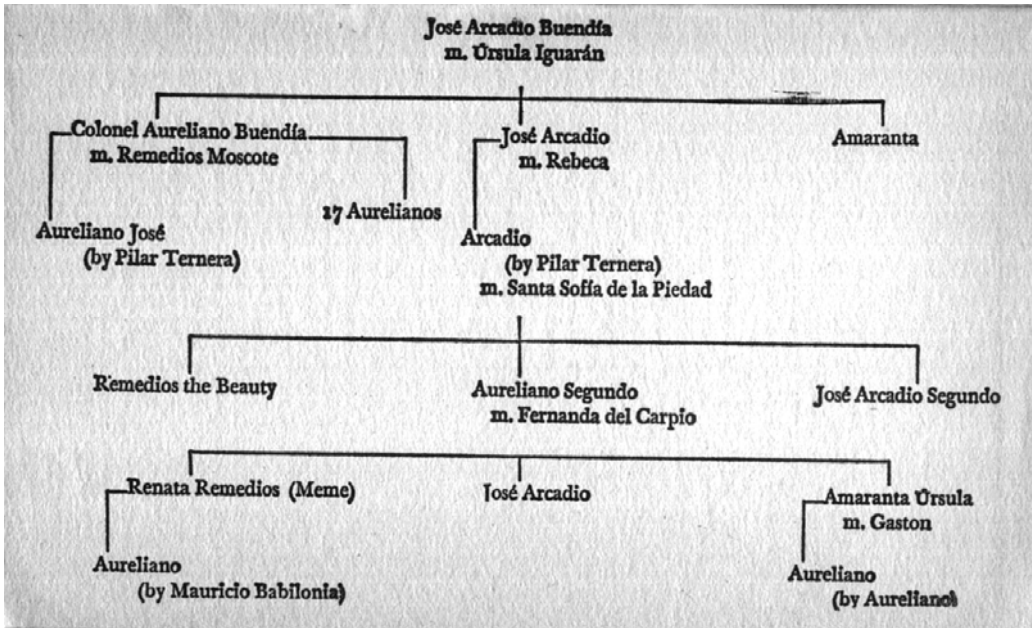 José Arcadio Buendía
m. Úrsula Iguarán
Colonel Aureliano Buendía
m. Remedios Moscote
José Arcadio
m. Rebeca
Amaranta
17 Aurelianos
Aureliano José
(by Pilar Ternera)
Arcadio
(by Pilar Ternera)
m. Santa Sofía de la Piedad
Remedios the Beauty
Aureliano Segundo
m. Fernanda del Carpio
José Arcadio Segundo
Renata Remedios (Meme)
José Arcadio
Amaranta Úrsula
m. Gaston
Aureliano
(by Mauricio Babilonia)
Aureliano
(by Aureliano)